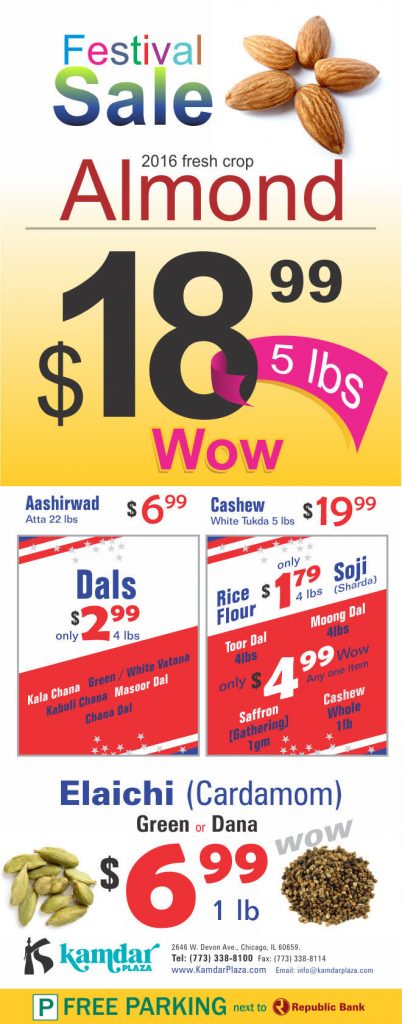 Festival
Sale
2016 fresh crop
Almond
$18.99
5 lbs
Wow
Aashirwad $6.99
Atta 22 lbs
Cashew $19.99
White Tukda 5 lbs
Dals
$2.99
only 4 lbs
Kala Chana Green / White Vatana
Kabuli Chana Masoor Dal
Chana Dal
Rice Flour only $1.79 4 lbs Soji (Sharda)
Toor Dal 4lbs
Moong Dal 4lbs
only $4.99 Wow
Any one item
Saffron (Gathering) 1gm
Cashew Whole 1lb
Elaichi (Cardamom)
Green or Dana
$6.99
wow
1 lb
kamdar
PLAZA
2646 W. Devon Ave., Chicago, IL 60659.
Tel: (773) 338-8100 Fax: (773) 338-8114
www.KamdarPlaza.com Email: info@kamdarplaza.com
P FREE PARKING next to Republic Bank